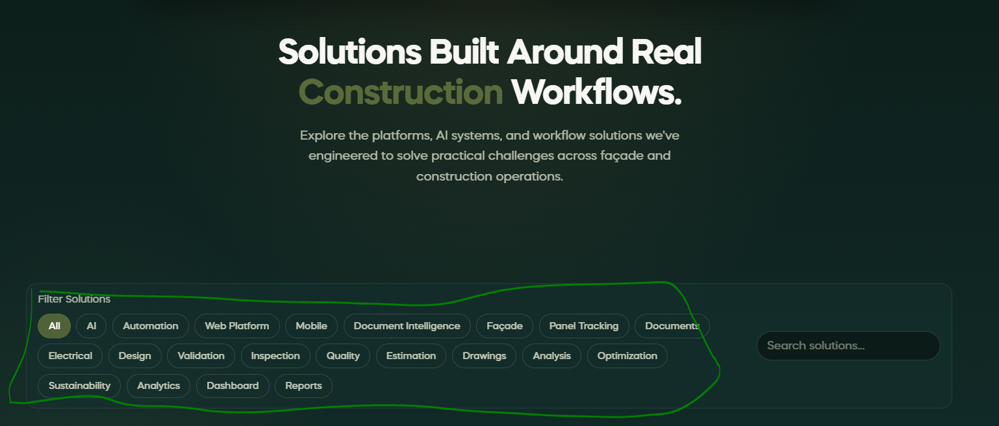 Solutions Built Around Real
Construction Workflows.
Explore the platforms, AI systems, and workflow solutions we've
engineered to solve practical challenges across façade and
construction operations.
Filter Solutions
All AI Automation Web Platform Mobile Document Intelligence Façade Panel Tracking Documents
Search solutions...
Electrical Design Validation Inspection Quality Estimation Drawings Analysis Optimization
Sustainability Analytics Dashboard Reports